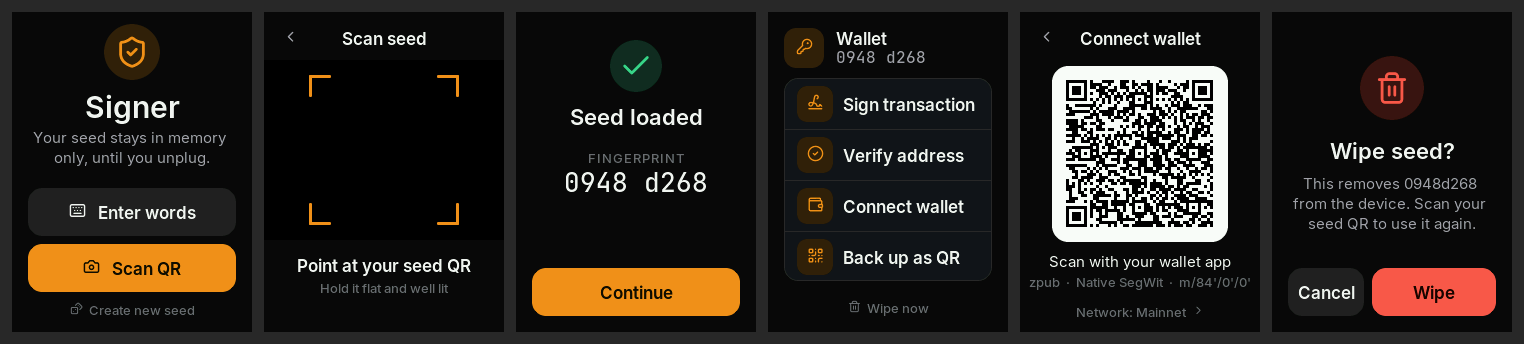 Signer
Your seed stays in memory
only, until you unplug.
Enter words
Scan QR
Create new seed
Scan seed
Point at your seed QR
Hold it flat and well lit
Seed loaded
FINGERPRINT
0948 d268
Continue
Wallet
0948 d268
Sign transaction
Verify address
Connect wallet
Back up as QR
Wipe now
Connect wallet
Scan with your wallet app
zpub · Native SegWit · m/84'/0'/0'
Network: Mainnet
Wipe seed?
This removes 0948d268
from the device. Scan your
seed QR to use it again.
Cancel
Wipe